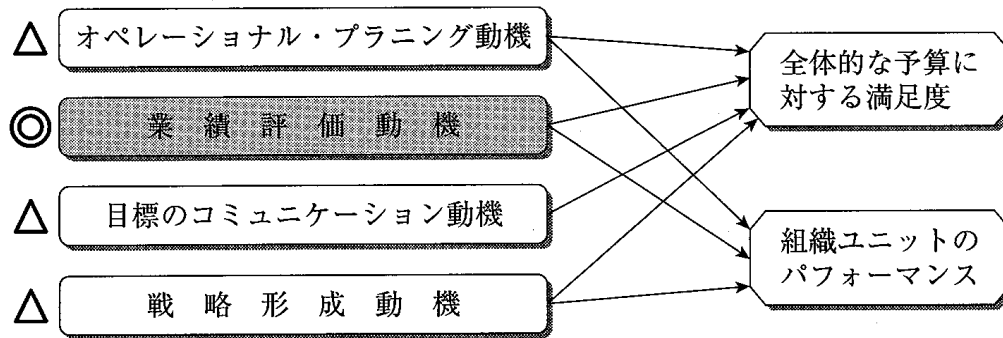 △ オペレーショナル・プラニング動機
◎ 業績評価動機
△ 目標のコミュニケーション動機
△ 戦略形成動機
全体的な予算に
対する満足度
組織ユニットの
パフォーマンス